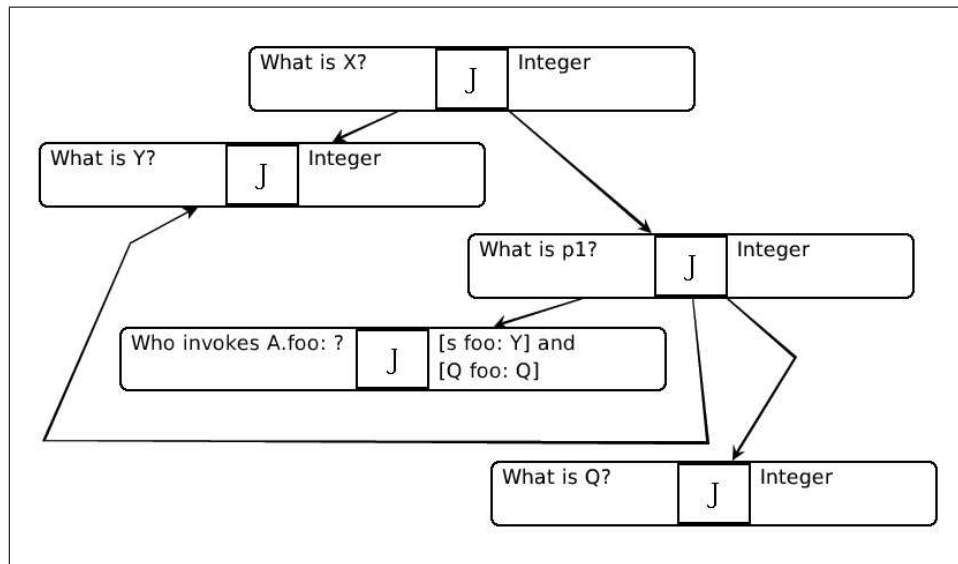 What is X? J Integer
What is Y? J Integer
What is p1? J Integer
Who invokes A.foo: ? J [s foo: Y] and
[Q foo: Q]
What is Q? J Integer